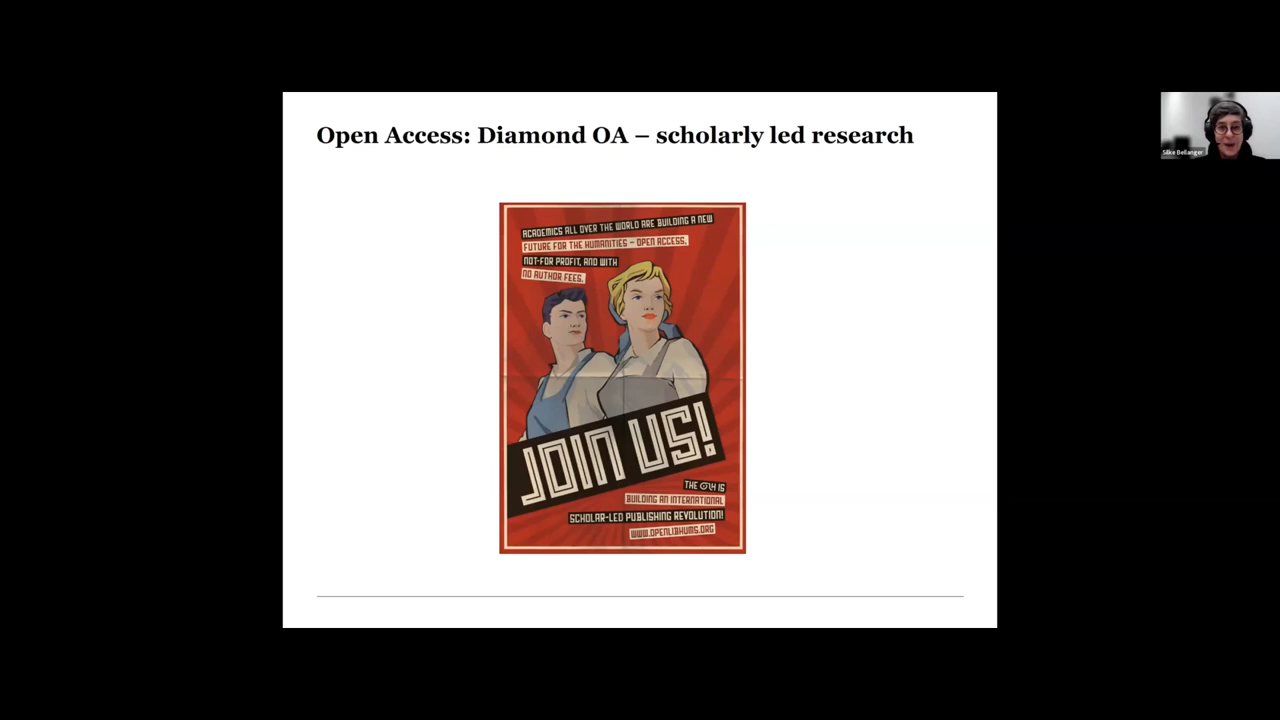 Open Access: Diamond OA – scholarly led research
Silke Bellanger
ACADEMICS ALL OVER THE WORLD ARE BUILDING A NEW
FUTURE FOR THE HUMANITIES – OPEN ACCESS,
NOT-FOR PROFIT, AND WITH
NO AUTHOR FEES.
JOIN US!
THE OLH IS
BUILDING AN INTERNATIONAL
SCHOLAR-LED PUBLISHING REVOLUTION!
WWW.OPENLIBHUMS.ORG